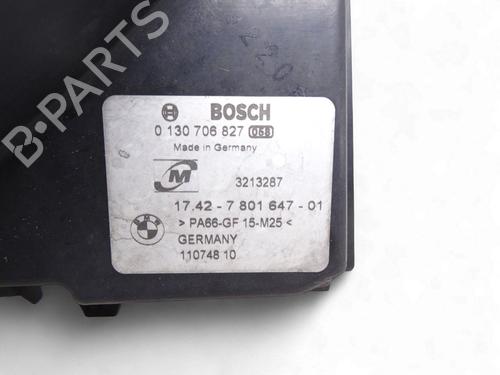 B-PARTS
BOSCH
0 130 706 827 058
Made in Germany
M
3213287
17.42 - 7 801 647 - 01
BMW
> PA66-GF 15-M25 <
GERMANY
110748 10